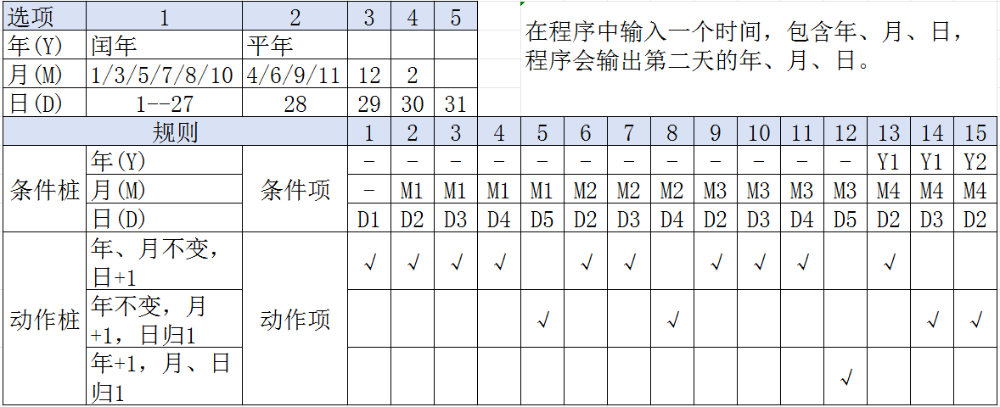 选项 1 2 3 4 5
年(Y) 闰年 平年
月(M) 1/3/5/7/8/10 4/6/9/11 12 2
日(D) 1--27 28 29 30 31
在程序中输入一个时间，包含年、月、日，
程序会输出第二天的年、月、日。
规则 1 2 3 4 5 6 7 8 9 10 11 12 13 14 15
条件桩 条件项
年(Y) - - - - - - - - - - - - Y1 Y1 Y2
月(M) - M1 M1 M1 M1 M2 M2 M2 M3 M3 M3 M3 M4 M4 M4
日(D) D1 D2 D3 D4 D5 D2 D3 D4 D2 D3 D4 D5 D2 D3 D2
动作桩 动作项
年、月不变，
日+1 √ √ √ √ √ √ √ √ √ √
年不变，月
+1，日归1 √ √ √ √
年+1，月、日
归1 √